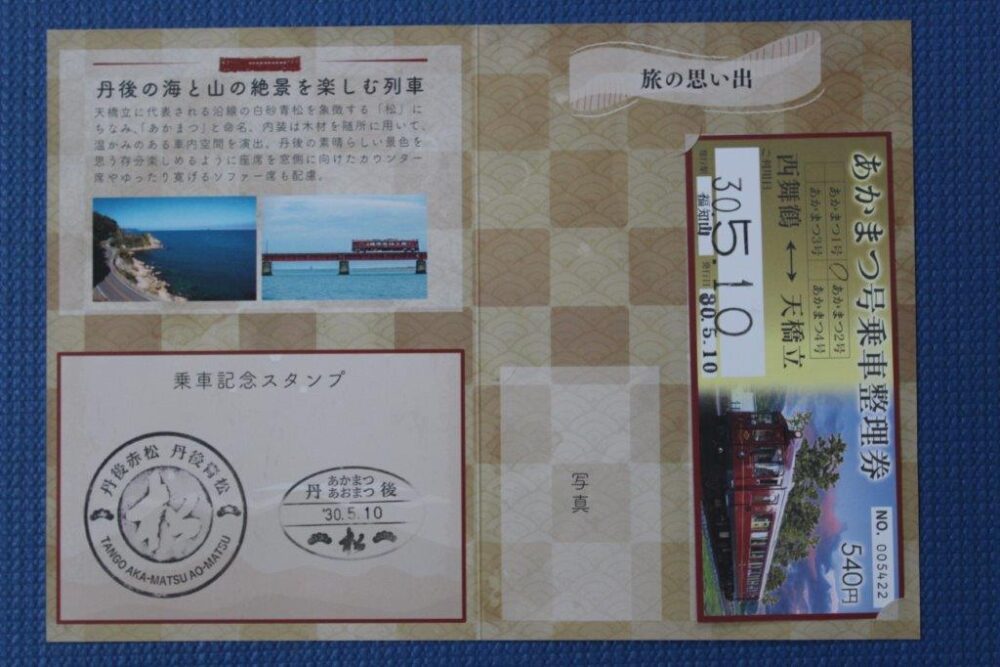 丹後の海と山の絶景を楽しむ列車
天橋立に代表される沿線の白砂青松を象徴する「松」に
ちなみ、「あかまつ」と命名。内装は木材を随所に用いて、
温かみのある車内空間を演出。丹後の素晴らしい景色を
思う存分楽しめるように座席を窓側に向けたカウンター
席やゆったり寛げるソファー席も配慮。
乗車記念スタンプ
丹後赤松 丹後青松
TANGO AKA-MATSU AO-MATSU
あかまつ
あおまつ
丹 後
'30.5.10
松
旅の思い出
あかまつ号乗車整理券
あかまつ1号 あかまつ2号
あかまつ3号 あかまつ4号
西舞鶴 ↔ 天橋立
ご利用日
30.5.10
発行所 福知山 発行日 30.5.10
NO. 005422
540円
写真